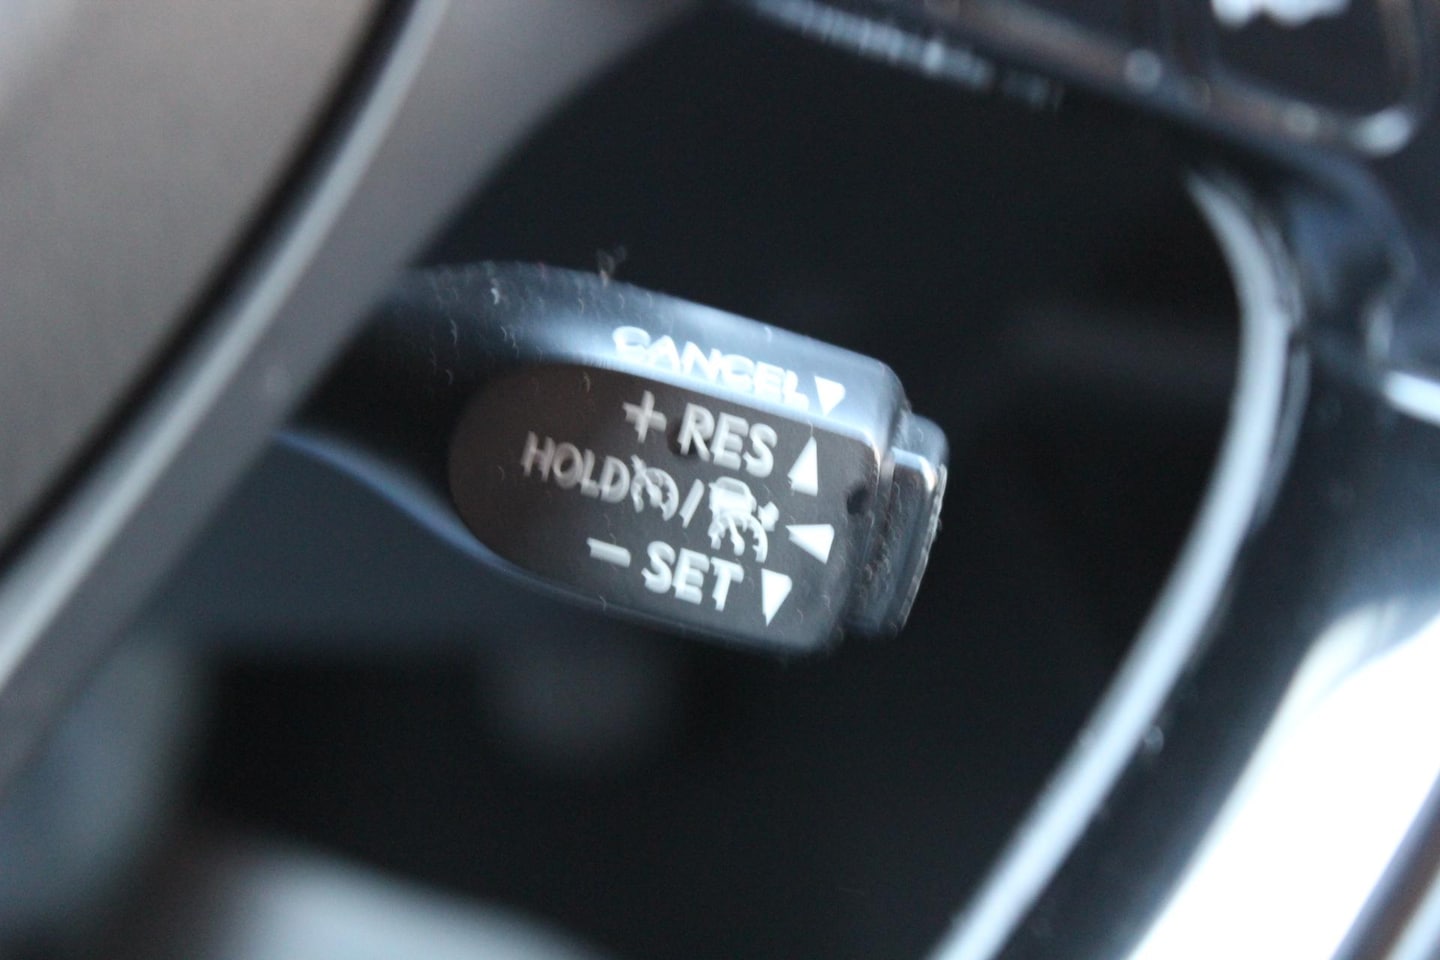 CANCEL▼
+ RES ▲
HOLD / ◀
– SET ▼